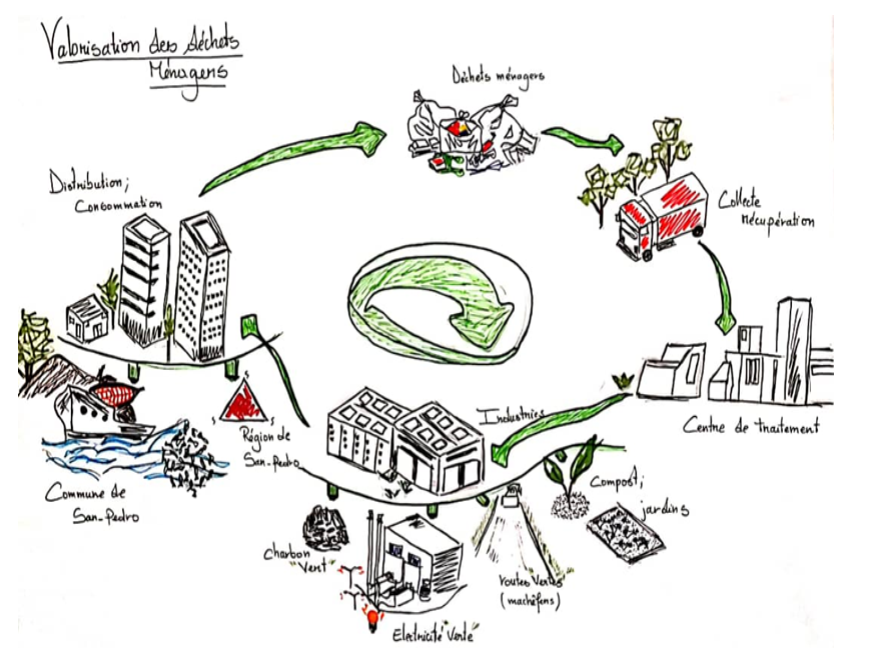 Valorisation des déchets
Ménagers
Déchets ménagers
Collecte
récupération
Centre de traitement
Industries
Compost;
jardins
routes vertes
(machefers)
Electricité "Verte"
Charbon
"Vert"
Région de
San-Pedro
Commune de
San-Pedro
Distribution;
Consommation